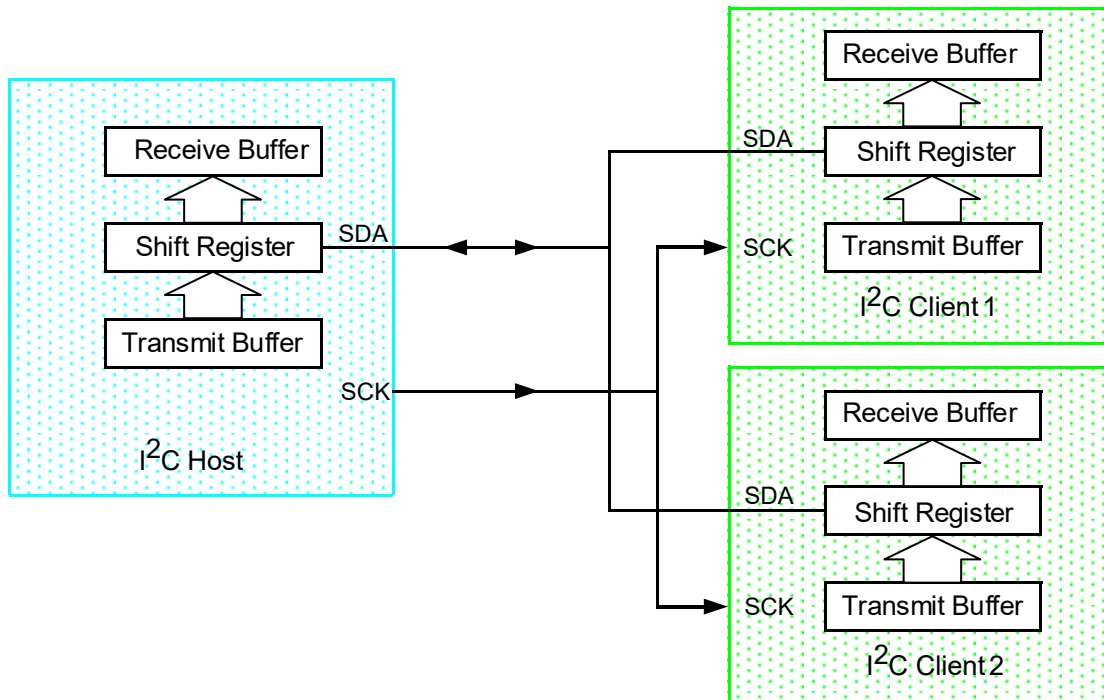 Receive Buffer
Shift Register
SDA
Transmit Buffer
SCK
I²C Host
Receive Buffer
SDA
Shift Register
SCK
Transmit Buffer
I²C Client 1
Receive Buffer
SDA
Shift Register
SCK
Transmit Buffer
I²C Client 2